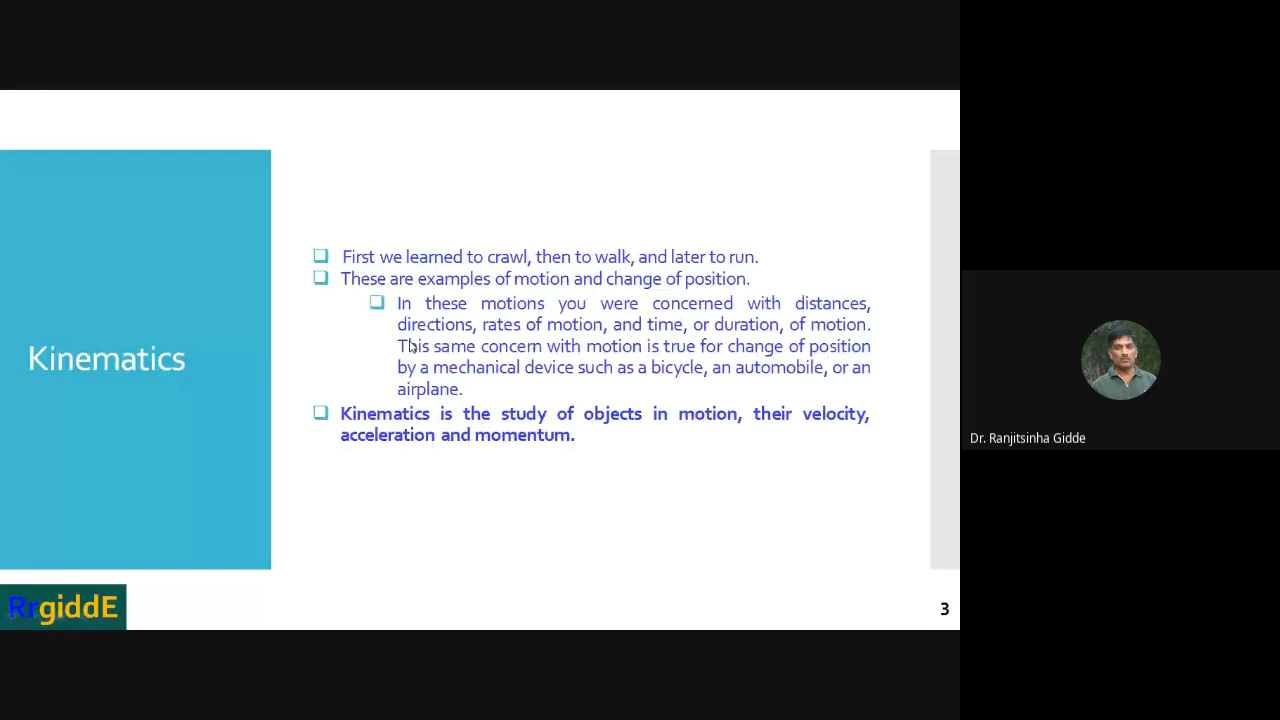 Kinematics
First we learned to crawl, then to walk, and later to run.
These are examples of motion and change of position.
In these motions you were concerned with distances,
directions, rates of motion, and time, or duration, of motion.
This same concern with motion is true for change of position
by a mechanical device such as a bicycle, an automobile, or an
airplane.
Kinematics is the study of objects in motion, their velocity,
acceleration and momentum.
RrgiddE
3
Dr. Ranjitsinha Gidde